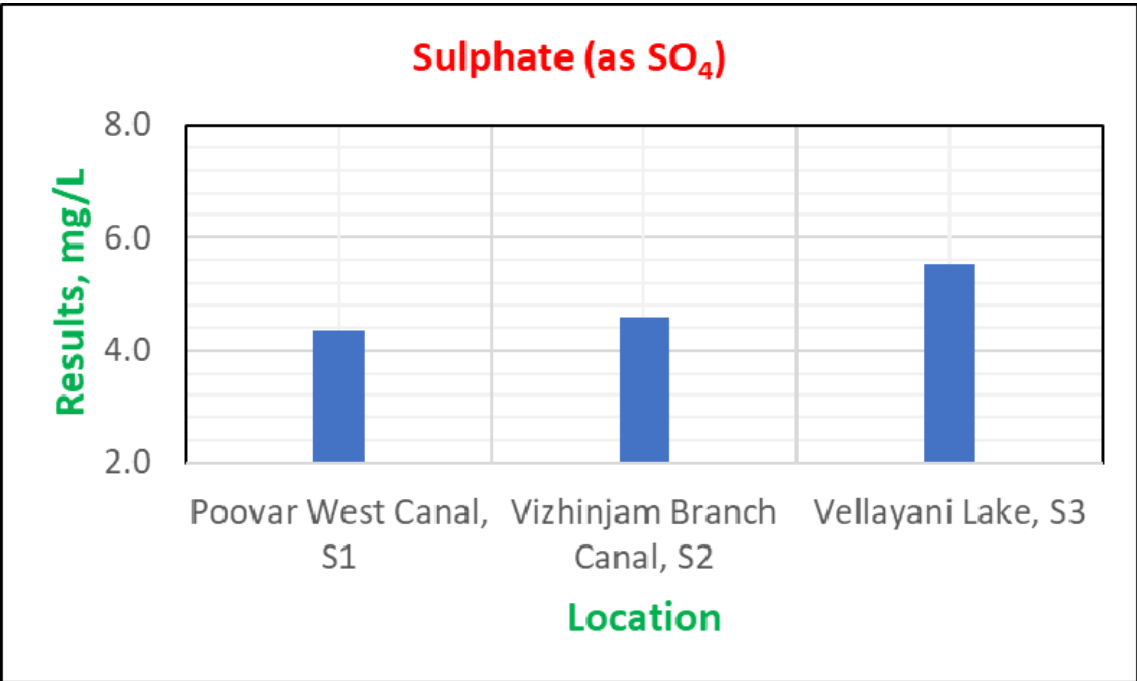 Sulphate (as SO₄)
Results, mg/L
8.0
6.0
4.0
2.0
Poovar West Canal, S1
Vizhinjam Branch Canal, S2
Vellayani Lake, S3
Location